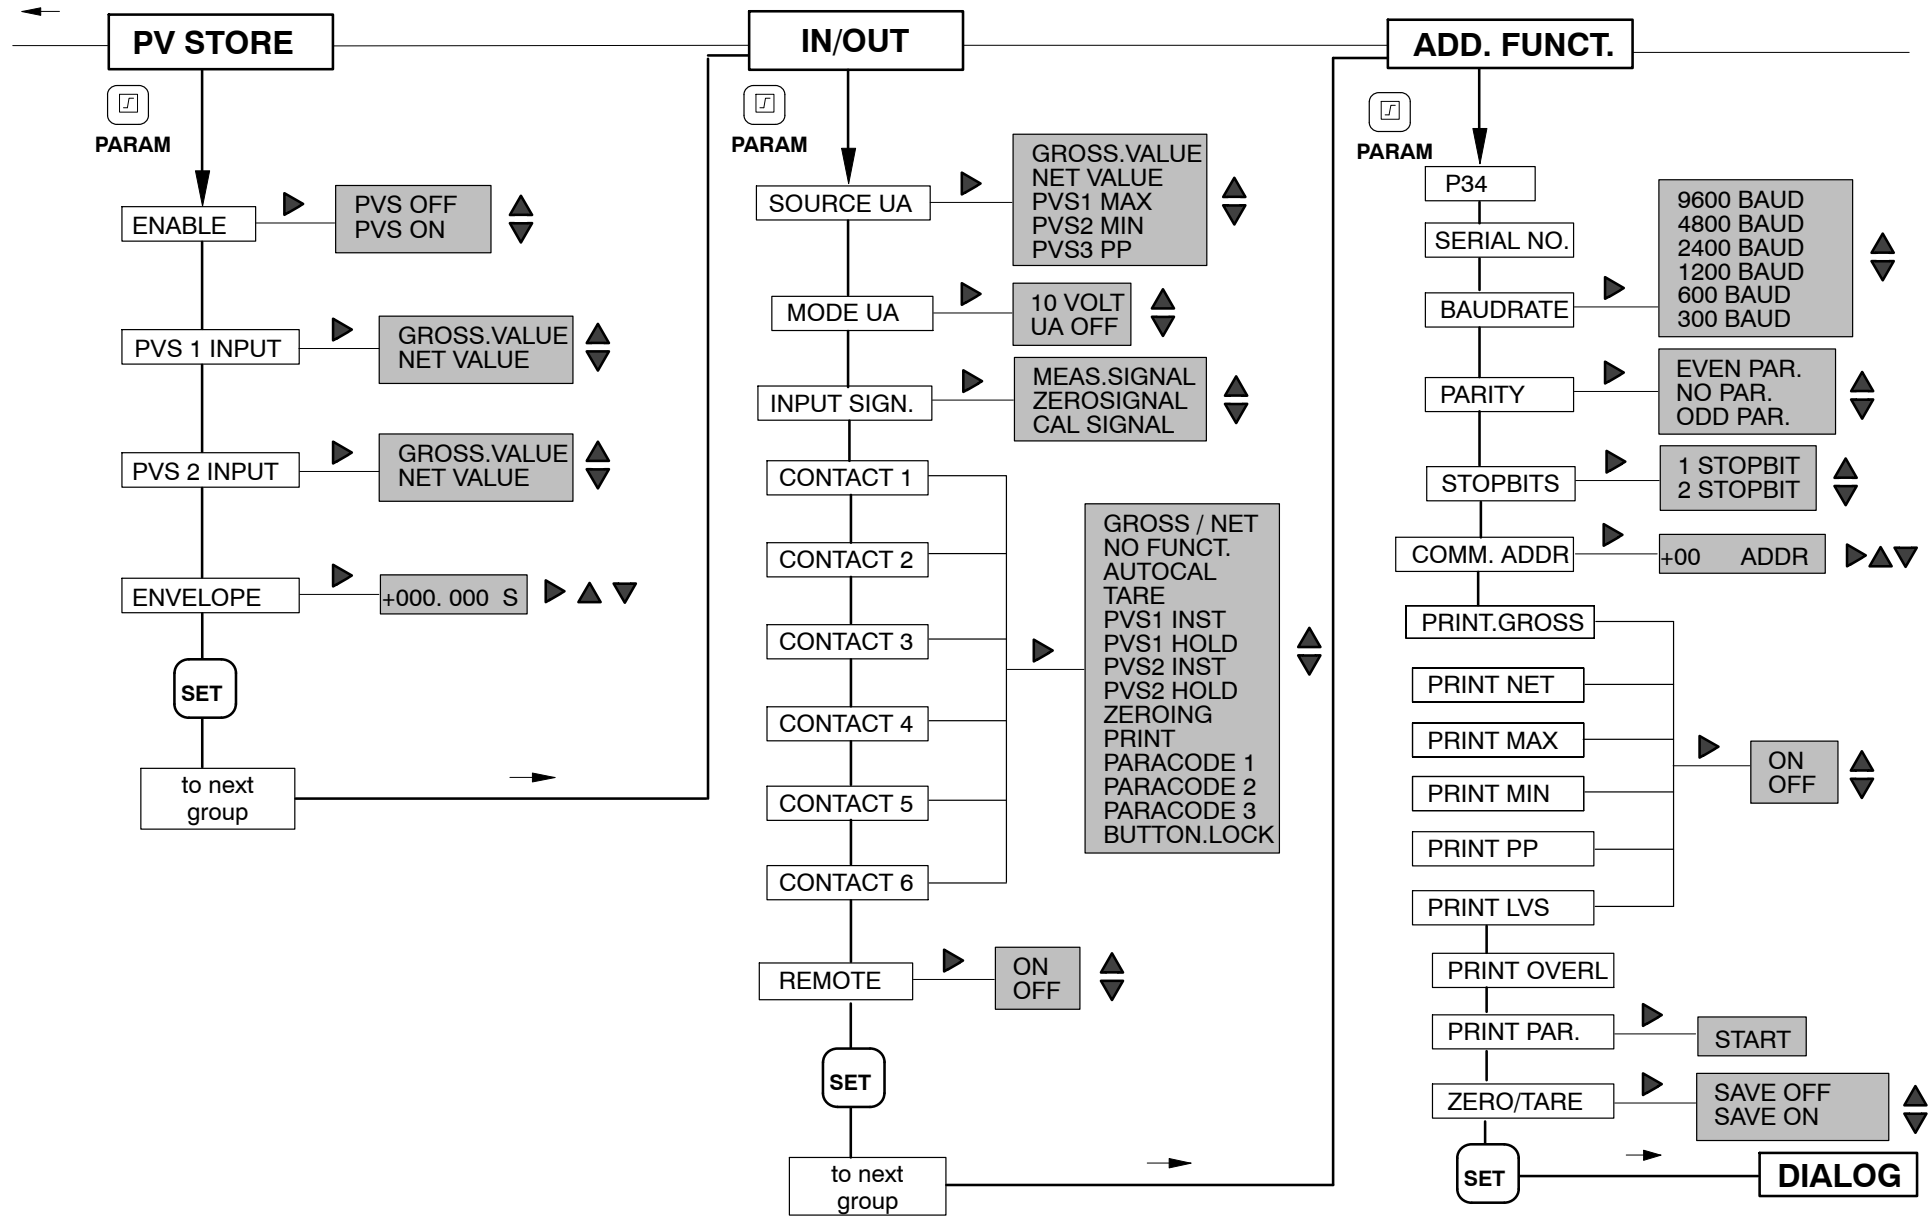 PV STORE
PARAM
ENABLE
PVS OFF
PVS ON
PVS 1 INPUT
GROSS.VALUE
NET VALUE
PVS 2 INPUT
GROSS.VALUE
NET VALUE
ENVELOPE
+000. 000 S
SET
to next
group
IN/OUT
PARAM
SOURCE UA
GROSS.VALUE
NET VALUE
PVS1 MAX
PVS2 MIN
PVS3 PP
MODE UA
10 VOLT
UA OFF
INPUT SIGN.
MEAS.SIGNAL
ZEROSIGNAL
CAL SIGNAL
CONTACT 1
CONTACT 2
CONTACT 3
CONTACT 4
CONTACT 5
CONTACT 6
GROSS / NET
NO FUNCT.
AUTOCAL
TARE
PVS1 INST
PVS1 HOLD
PVS2 INST
PVS2 HOLD
ZEROING
PRINT
PARACODE 1
PARACODE 2
PARACODE 3
BUTTON.LOCK
REMOTE
ON
OFF
SET
to next
group
ADD. FUNCT.
PARAM
P34
SERIAL NO.
BAUDRATE
9600 BAUD
4800 BAUD
2400 BAUD
1200 BAUD
600 BAUD
300 BAUD
PARITY
EVEN PAR.
NO PAR.
ODD PAR.
STOPBITS
1 STOPBIT
2 STOPBIT
COMM. ADDR
+00 ADDR
PRINT.GROSS
PRINT NET
PRINT MAX
PRINT MIN
PRINT PP
PRINT LVS
ON
OFF
PRINT OVERL
PRINT PAR.
START
ZERO/TARE
SAVE OFF
SAVE ON
SET
DIALOG